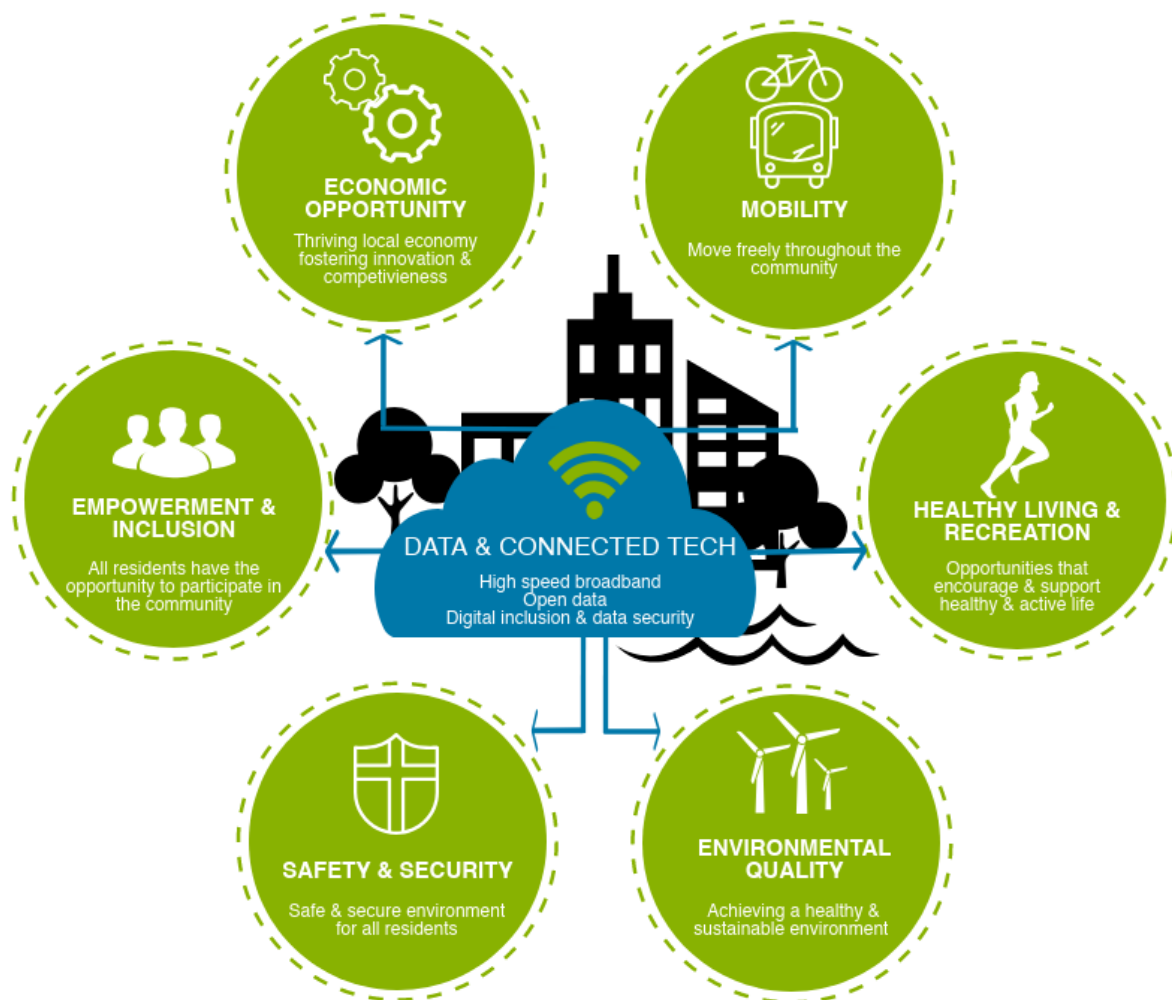 ECONOMIC
OPPORTUNITY
Thriving local economy
fostering innovation &
competivieness
MOBILITY
Move freely throughout the
community
EMPOWERMENT &
INCLUSION
All residents have the
opportunity to participate in
the community
DATA & CONNECTED TECH
High speed broadband
Open data
Digital inclusion & data security
HEALTHY LIVING &
RECREATION
Opportunities that
encourage & support
healthy & active life
SAFETY & SECURITY
Safe & secure environment
for all residents
ENVIRONMENTAL
QUALITY
Achieving a healthy &
sustainable environment